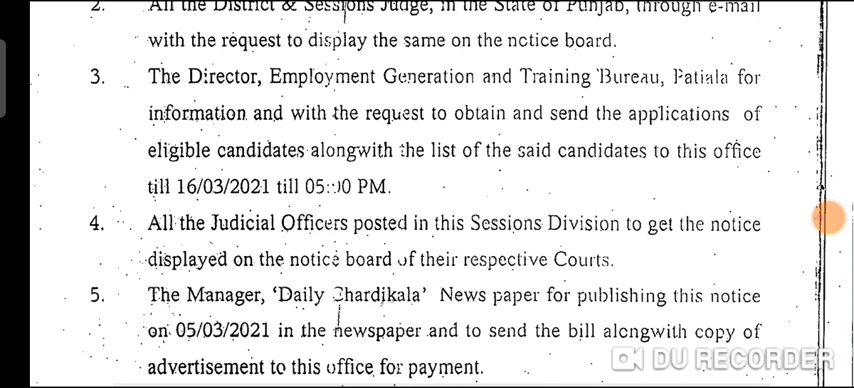 2. All the District & Sessions Judge, in the State of Punjab, through e-mail
with the request to display the same on the notice board.
3. The Director, Employment Generation and Training Bureau, Patiala for
information and with the request to obtain and send the applications of
eligible candidates alongwith the list of the said candidates to this office
till 16/03/2021 till 05:00 PM.
4. All the Judicial Officers posted in this Sessions Division to get the notice
displayed on the notice board of their respective Courts.
5. The Manager, ‘Daily Chardikala’ News paper for publishing this notice
on 05/03/2021 in the newspaper and to send the bill alongwith copy of
advertisement to this office for payment.
DU RECORDER